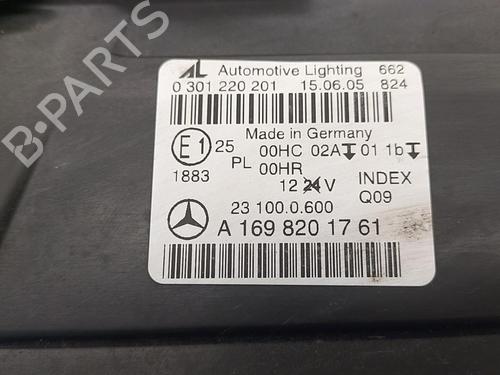 AL Automotive Lighting 662
0 301 220 201 15.06.05 824
Made in Germany
E1 25 00HC 02A 01 1b
PL 00HR
1883
12 24 V INDEX
23 100.0.600 Q09
A 169 820 17 61
B-PARTS